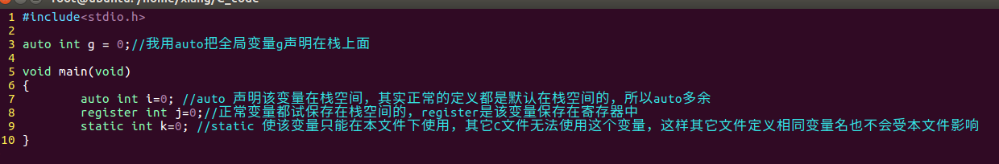 1 #include<stdio.h>
2
3 auto int g = 0;//我用auto把全局变量g声明在栈上面
4
5 void main(void)
6 {
7 auto int i=0; //auto 声明该变量在栈空间，其实正常的定义都是默认在栈空间的，所以auto多余
8 register int j=0;//正常变量都试保存在栈空间的，register是该变量保存在寄存器中
9 static int k=0; //static 使该变量只能在本文件下使用，其它C文件无法使用这个变量，这样其它文件定义相同变量名也不会受本文件影响
10 }